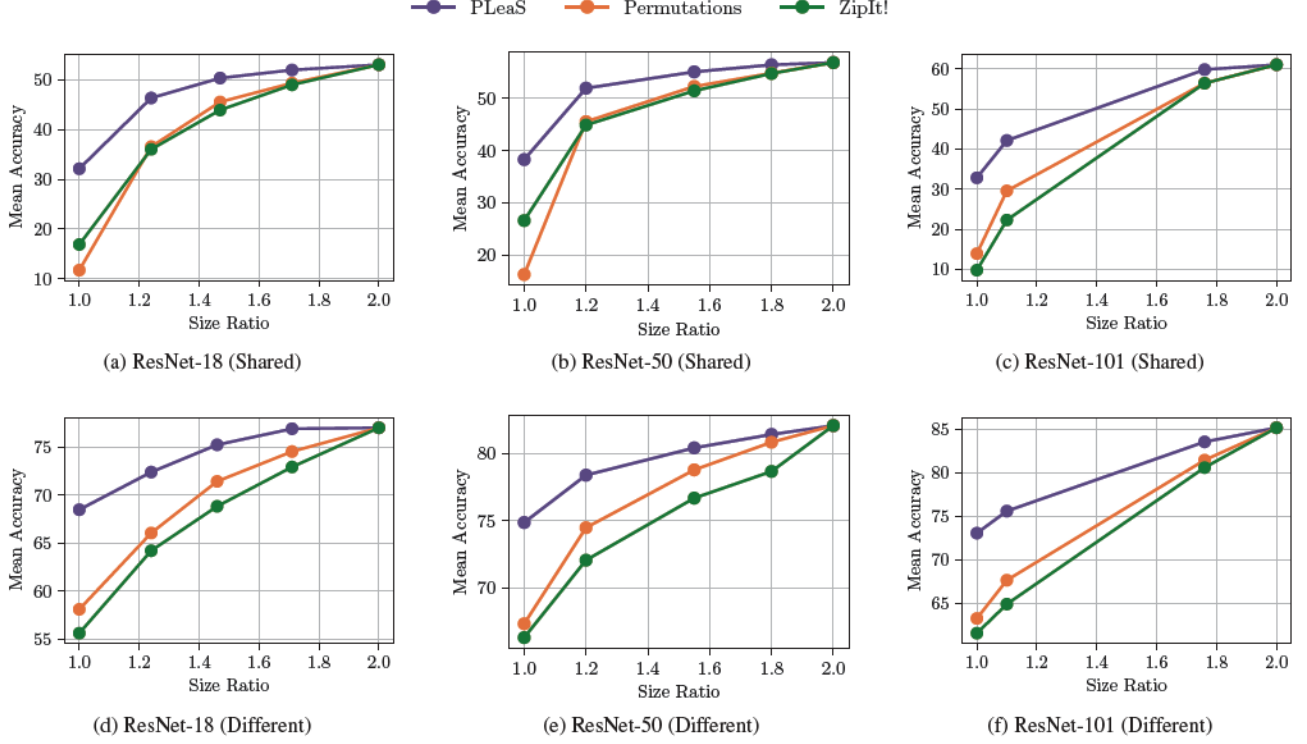 PLeaS Permutations ZipIt!
50
40
30
20
10
Mean Accuracy
1.0 1.2 1.4 1.6 1.8 2.0
Size Ratio
(a) ResNet-18 (Shared)
50
40
30
20
Mean Accuracy
1.0 1.2 1.4 1.6 1.8 2.0
Size Ratio
(b) ResNet-50 (Shared)
60
50
40
30
20
10
Mean Accuracy
1.0 1.2 1.4 1.6 1.8 2.0
Size Ratio
(c) ResNet-101 (Shared)
75
70
65
60
55
Mean Accuracy
1.0 1.2 1.4 1.6 1.8 2.0
Size Ratio
(d) ResNet-18 (Different)
80
75
70
Mean Accuracy
1.0 1.2 1.4 1.6 1.8 2.0
Size Ratio
(e) ResNet-50 (Different)
85
80
75
70
65
Mean Accuracy
1.0 1.2 1.4 1.6 1.8 2.0
Size Ratio
(f) ResNet-101 (Different)